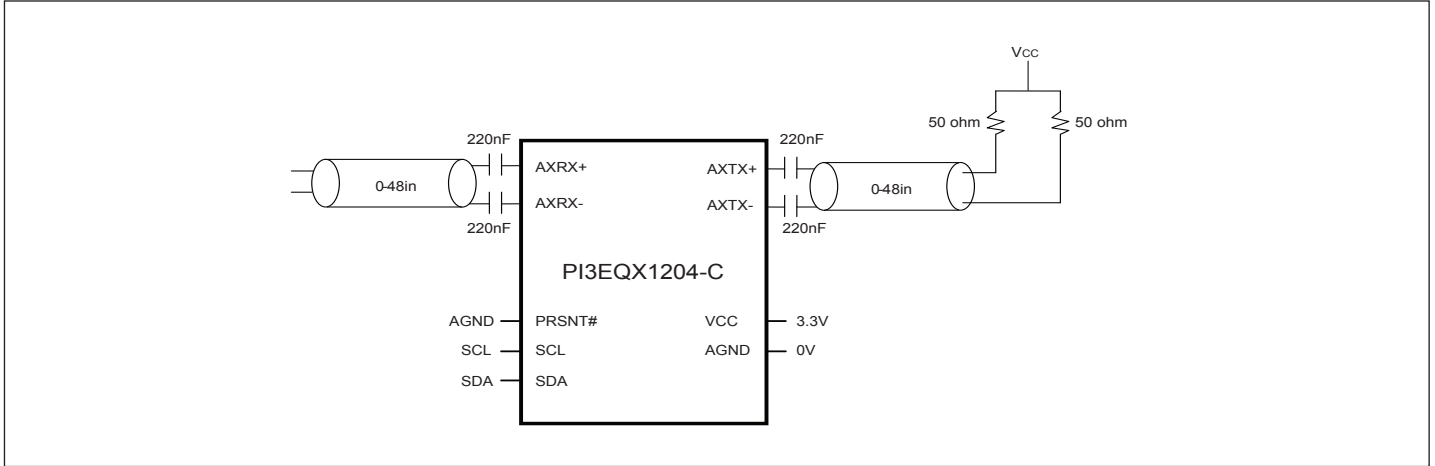 VCC
50 ohm
50 ohm
220nF
220nF
AXRX+
AXTX+
0-48in
0-48in
AXRX-
AXTX-
220nF
220nF
PI3EQX1204-C
AGND
PRSNT#
VCC
3.3V
SCL
SCL
AGND
0V
SDA
SDA